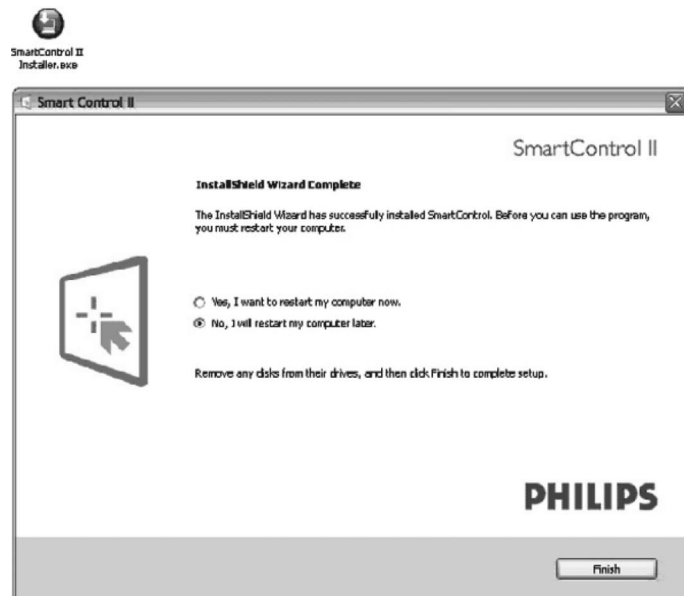 SmartControl II
Installer.exe
Smart Control II
SmartControl II
InstallShield Wizard Complete
The InstallShield Wizard has successfully installed SmartControl. Before you can use the program,
you must restart your computer.
Yes, I want to restart my computer now.
No, I will restart my computer later.
Remove any disks from their drives, and then click Finish to complete setup.
PHILIPS
Finish